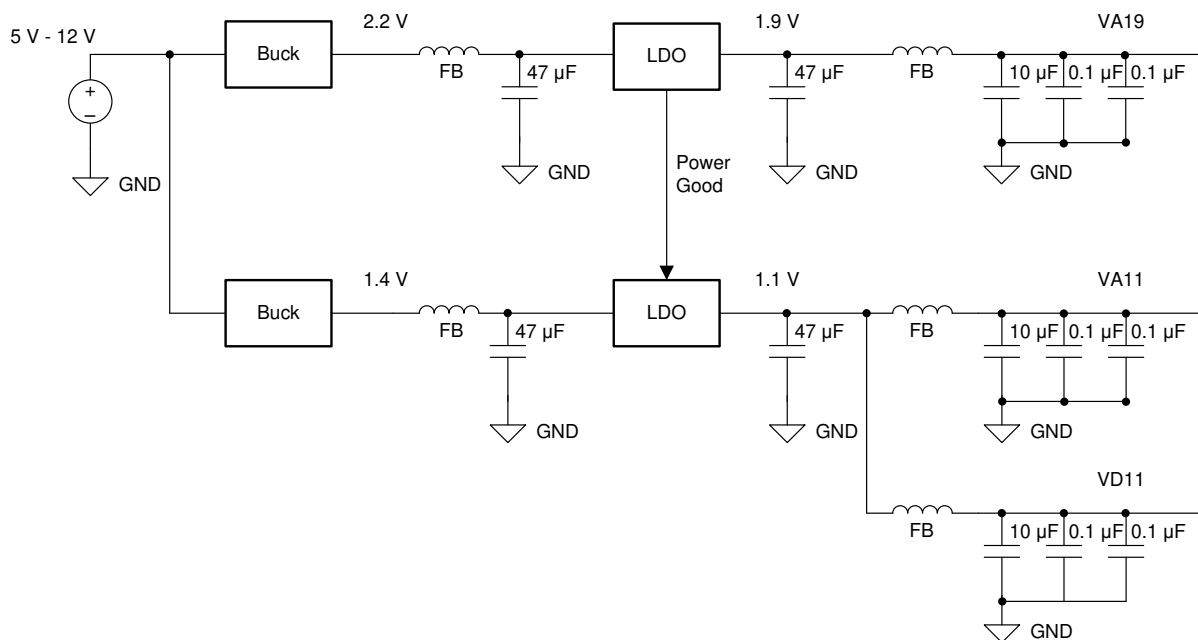 5 V - 12 V
2.2 V
1.9 V
VA19
Buck
FB
47 µF
LDO
47 µF
FB
10 µF
0.1 µF
0.1 µF
GND
GND
Power
Good
GND
GND
1.4 V
1.1 V
VA11
Buck
FB
47 µF
LDO
47 µF
FB
10 µF
0.1 µF
0.1 µF
GND
GND
GND
VD11
FB
10 µF
0.1 µF
0.1 µF
GND